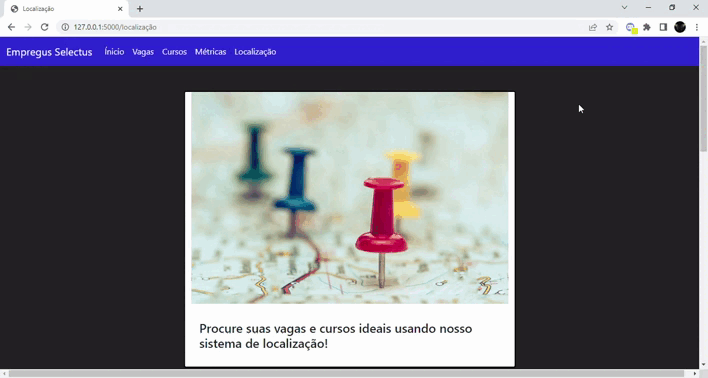 Localização
127.0.0.1:5000/localização
Empregus Selectus Ínicio Vagas Cursos Métricas Localização
Procure suas vagas e cursos ideais usando nosso
sistema de localização!